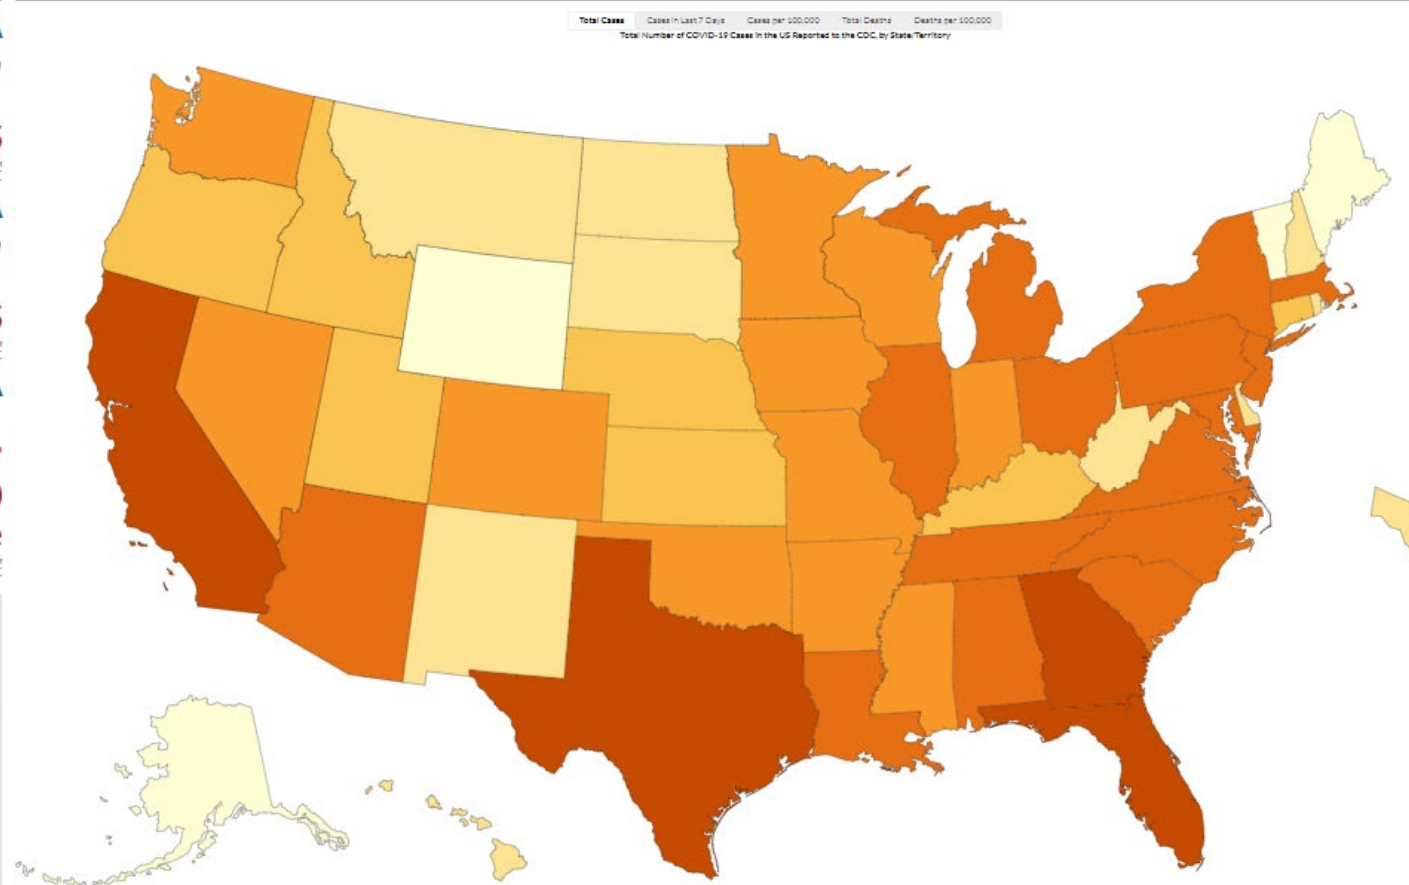 Total Cases Cases in Last 7 Days Cases per 100,000 Total Deaths Deaths per 100,000
Total Number of COVID-19 Cases in the US Reported to the CDC, by State/Territory